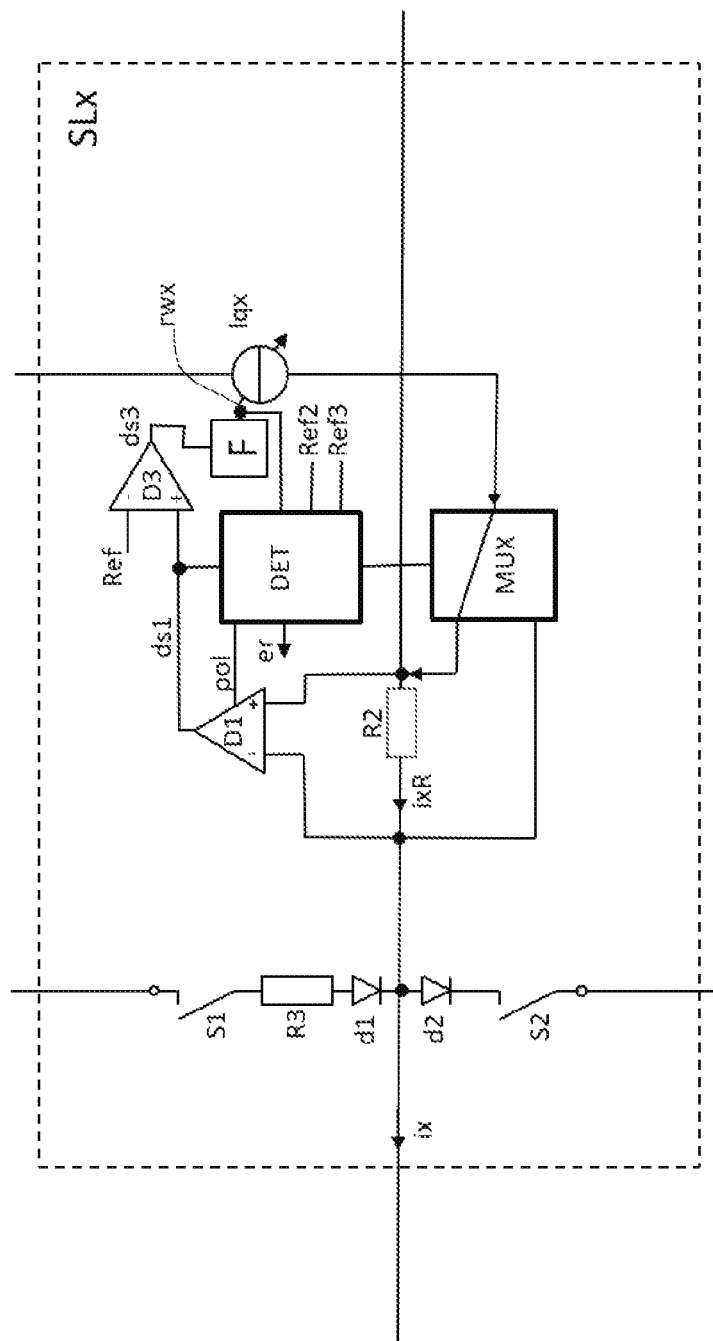 SLx
Ref
ds3
D3
- +
ds1
rwx
F
Iqx
S1
pol
D1
- +
er
DET
Ref2
Ref3
R3
d1
R2
ixR
ix
d2
MUX
S2